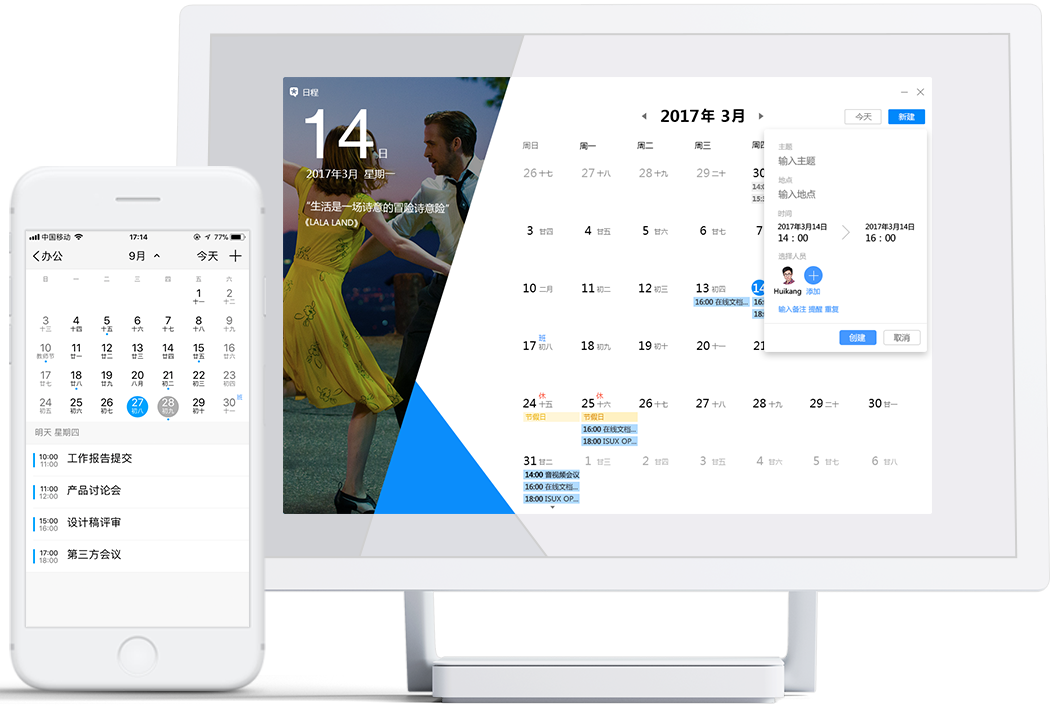 日程
14日
2017年3月 星期一
“生活是一场诗意的冒险诗意险”
《LALA LAND》
2017年 3月
今天 新建
周日 周一 周二 周三 周四
26 十七 27 十八 28 十九 29 二十 30
14:0
15:5
3 廿四 4 廿五 5 廿六 6 廿七 7
10 二月 11 初二 12 初三 13 初四 14
16:00 在线文档... 16:
18:
班
17 初八 18 初九 19 初十 20 十一 21
休 休
24 十五 25 十六 26 十七 27 十八 28 十九 29 二十 30 廿一
节假日 节假日
16:00 在线文档...
18:00 ISUX OP...
31 廿二 1 廿三 2 廿四 3 廿五 4 廿六 5 廿七 6 廿八
14:00 音视频会议
16:00 在线文档...
18:00 ISUX OP...
主题
输入主题
地点
输入地点
时间
2017年3月14日 2017年3月14日
14：00 16：00
选择人员
Huikang 添加
输入备注 提醒 重复
创建 取消
中国移动 17:14 77%
办公 9月 今天
日 一 二 三 四 五 六
1 2
十一 十二
3 4 5 6 7 8 9
十三 十四 十五 十六 十七 十八 十九
10 11 12 13 14 15 16
教师节 廿一 廿二 廿三 廿四 廿五 廿六
17 18 19 20 21 22 23
廿七 廿八 廿九 八月 初二 初三 初四
24 25 26 27 28 29 30 班
初五 初六 初七 初八 初九 初十 十一
明天 星期四
10:00 工作报告提交
11:00
11:00 产品讨论会
12:00
15:00 设计稿评审
16:00
17:00 第三方会议
18:00